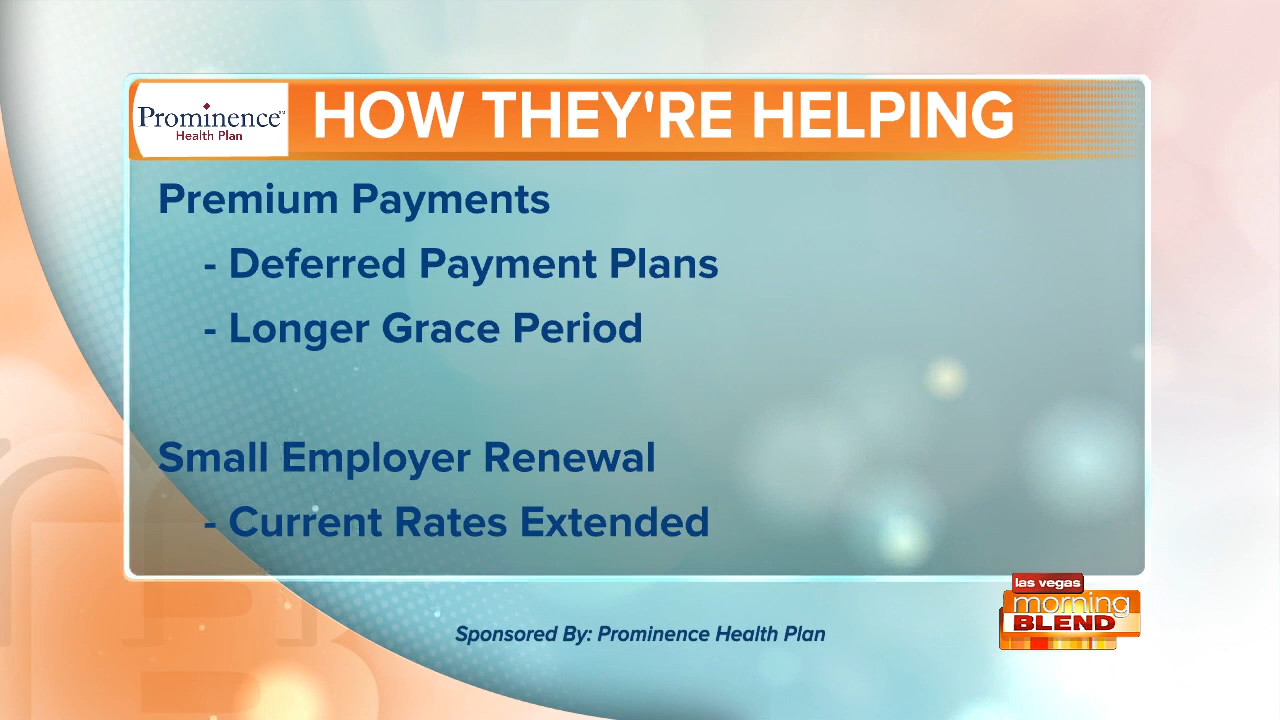 Prominence
Health Plan
HOW THEY'RE HELPING
Premium Payments
- Deferred Payment Plans
- Longer Grace Period
Small Employer Renewal
- Current Rates Extended
las vegas
morning
BLEND
Sponsored By: Prominence Health Plan